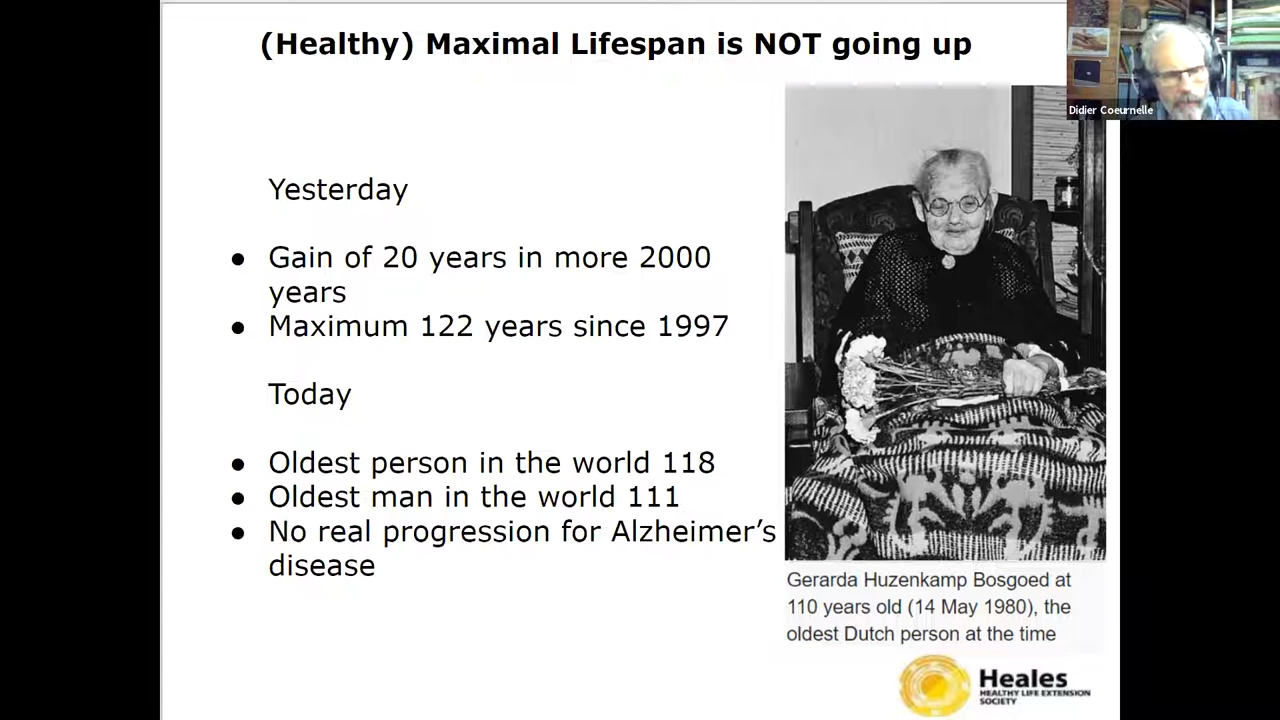 (Healthy) Maximal Lifespan is NOT going up
Didier Coeurnelle
Yesterday
● Gain of 20 years in more 2000
years
● Maximum 122 years since 1997
Today
● Oldest person in the world 118
● Oldest man in the world 111
● No real progression for Alzheimer’s
disease
Gerarda Huzenkamp Bosgoed at
110 years old (14 May 1980), the
oldest Dutch person at the time
Heales
HEALTHY LIFE EXTENSION
SOCIETY